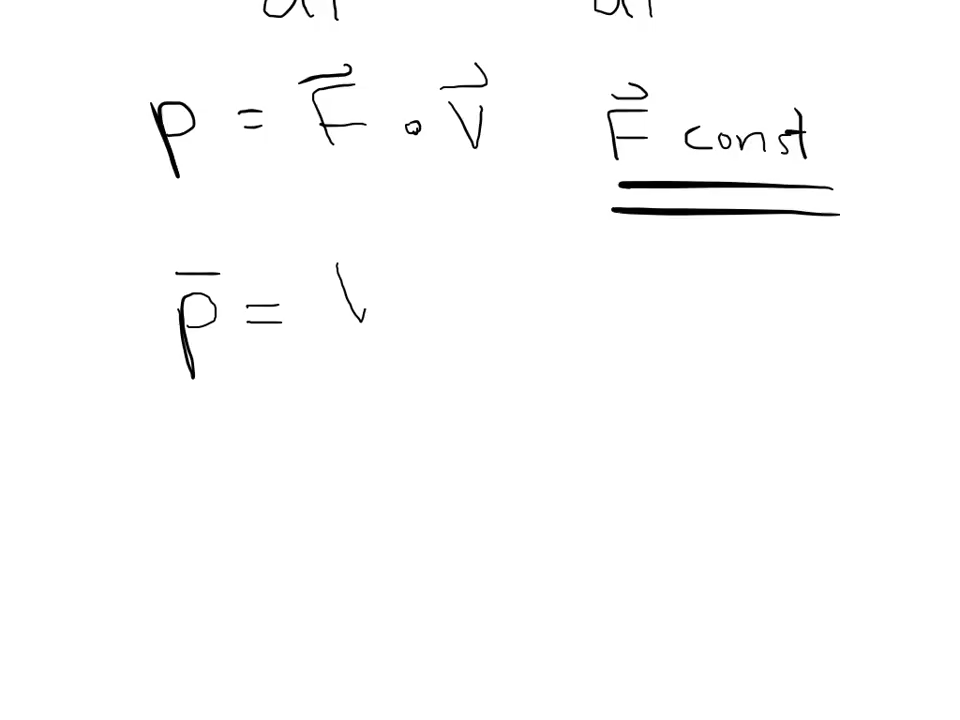 P = F⃗ · V⃗    F⃗ const
P̅ =